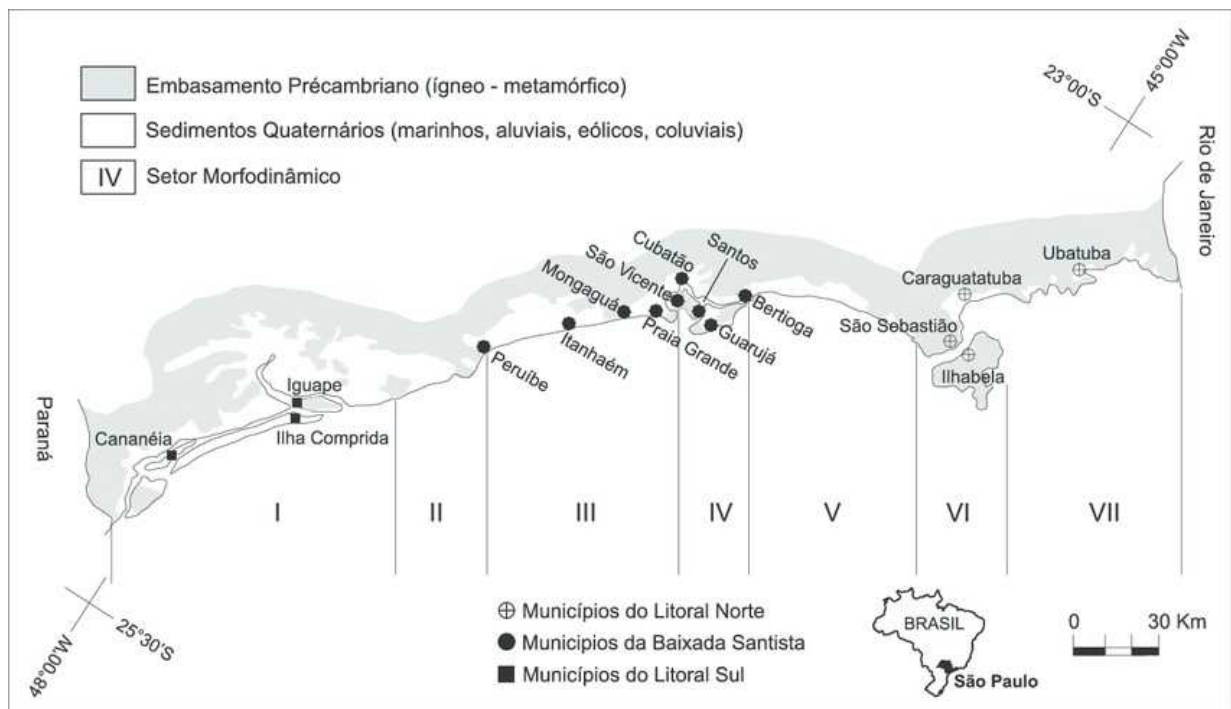 Embasamento Précambriano (ígneo - metamórfico)
Sedimentos Quaternários (marinhos, aluviais, eólicos, coluviais)
IV Setor Morfodinâmico
23°00'S
45°00'W
Rio de Janeiro
Ubatuba
Caraguatatuba
São Sebastião
Ilhabela
Santos
Cubatão
São Vicente
Mongaguá
Bertioga
Guarujá
Praia Grande
Itanhaém
Peruíbe
Iguape
Ilha Comprida
Cananéia
Paraná
I
II
III
IV
V
VI
VII
48°00'W
25°30'S
Municípios do Litoral Norte
Municipios da Baixada Santista
Municípios do Litoral Sul
BRASIL
São Paulo
0 30 Km